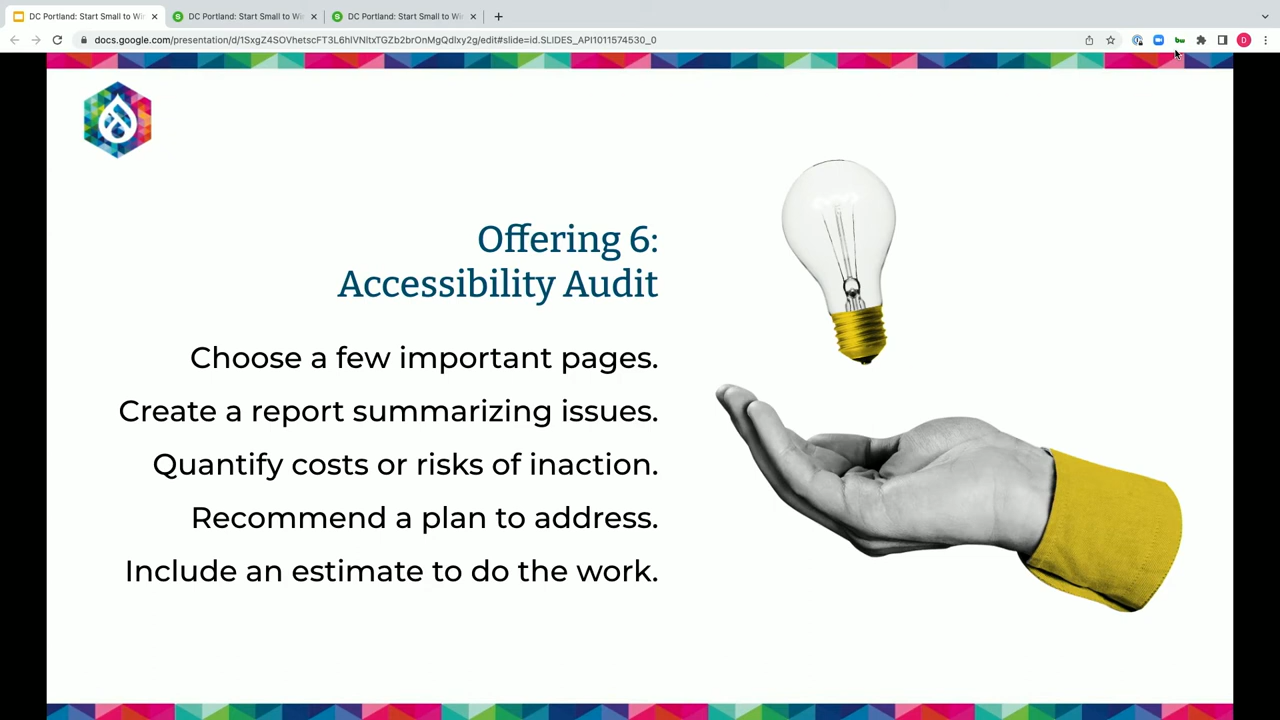 DC Portland: Start Small to Wi
DC Portland: Start Small to Wi
DC Portland: Start Small to Wi
docs.google.com/presentation/d/1SxgZ4SOVhetscFT3L6hlVNltxTGZb2brOnMgQdlxy2g/edit#slide=id.SLIDES_API1011574530_0
bw
D
Offering 6:
Accessibility Audit
Choose a few important pages.
Create a report summarizing issues.
Quantify costs or risks of inaction.
Recommend a plan to address.
Include an estimate to do the work.